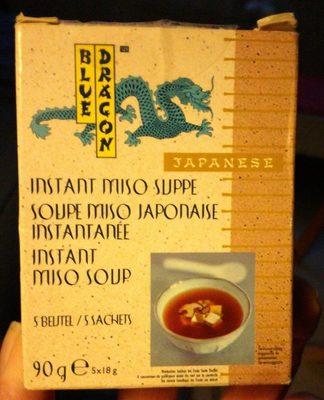 BLUE
DRAGON
JAPANESE
INSTANT MISO SUPPE
SOUPE MISO JAPONAISE
INSTANTANÉE
INSTANT
MISO SOUP
5 BEUTEL / 5 SACHETS
90g e 5x18g